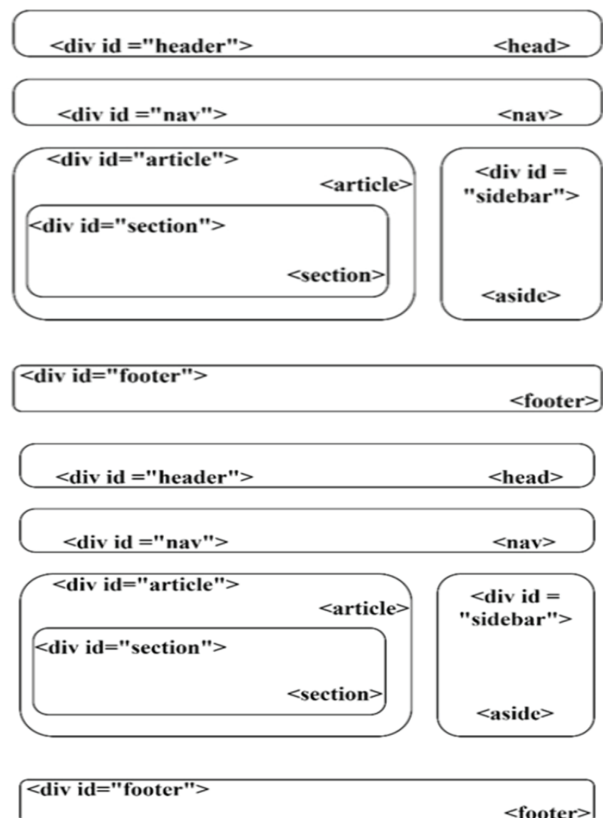 <div id ="header"> <head>
<div id ="nav"> <nav>
<div id="article">
<article>
<div id="section">
<section>
<div id =
"sidebar">
<aside>
<div id="footer">
<footer>
<div id ="header"> <head>
<div id ="nav"> <nav>
<div id="article">
<article>
<div id="section">
<section>
<div id =
"sidebar">
<aside>
<div id="footer">
<footer>